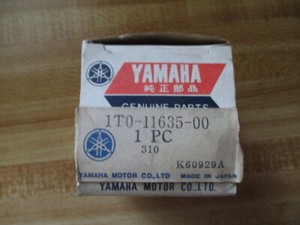 YAMAHA
純正部品
GENUINE PARTS
1T0-11635-00
1 PC
310
K60929A
YAMAHA MOTOR CO.,LTD. MADE IN JAPAN
YAMAHA MOTOR CO.,LTD.